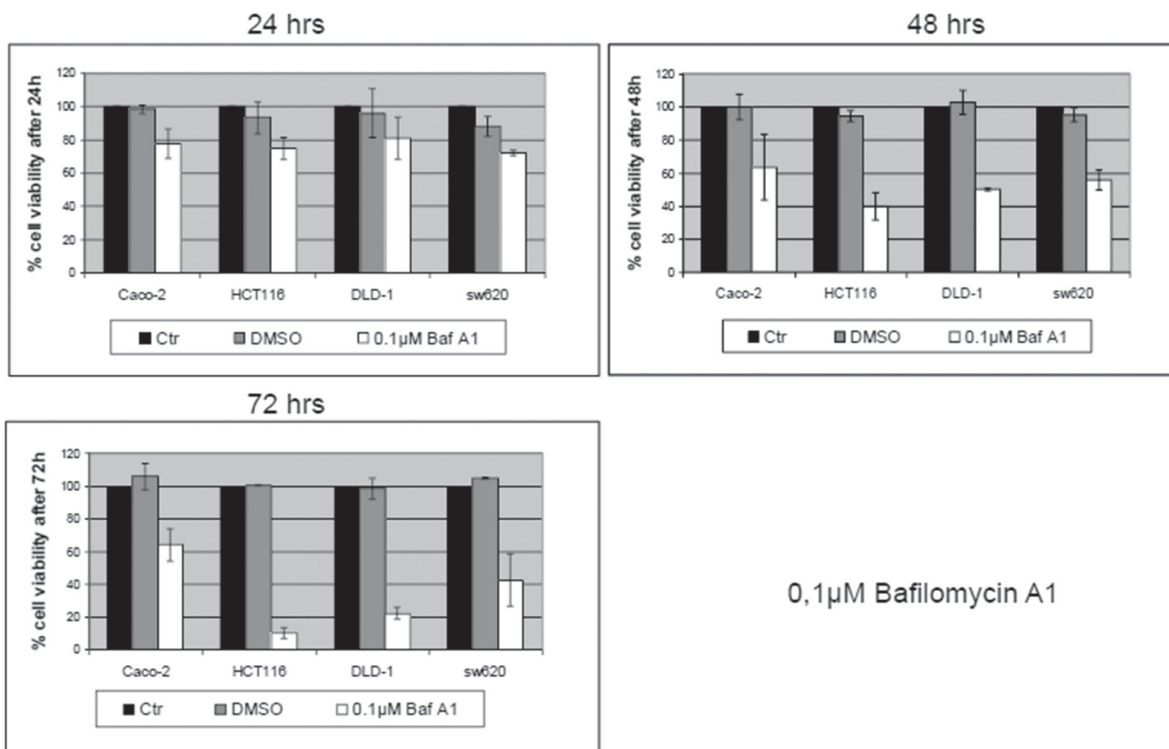 24 hrs
% cell viability after 24h
120
100
80
60
40
20
0
Caco-2 HCT116 DLD-1 sw620
Ctr DMSO 0.1µM Baf A1
48 hrs
% cell viability after 48h
120
100
80
60
40
20
0
Caco-2 HCT116 DLD-1 sw620
Ctr DMSO 0.1µM Baf A1
72 hrs
% cell viability after 72h
120
100
80
60
40
20
0
Caco-2 HCT116 DLD-1 sw620
Ctr DMSO 0.1µM Baf A1
0,1µM Bafilomycin A1